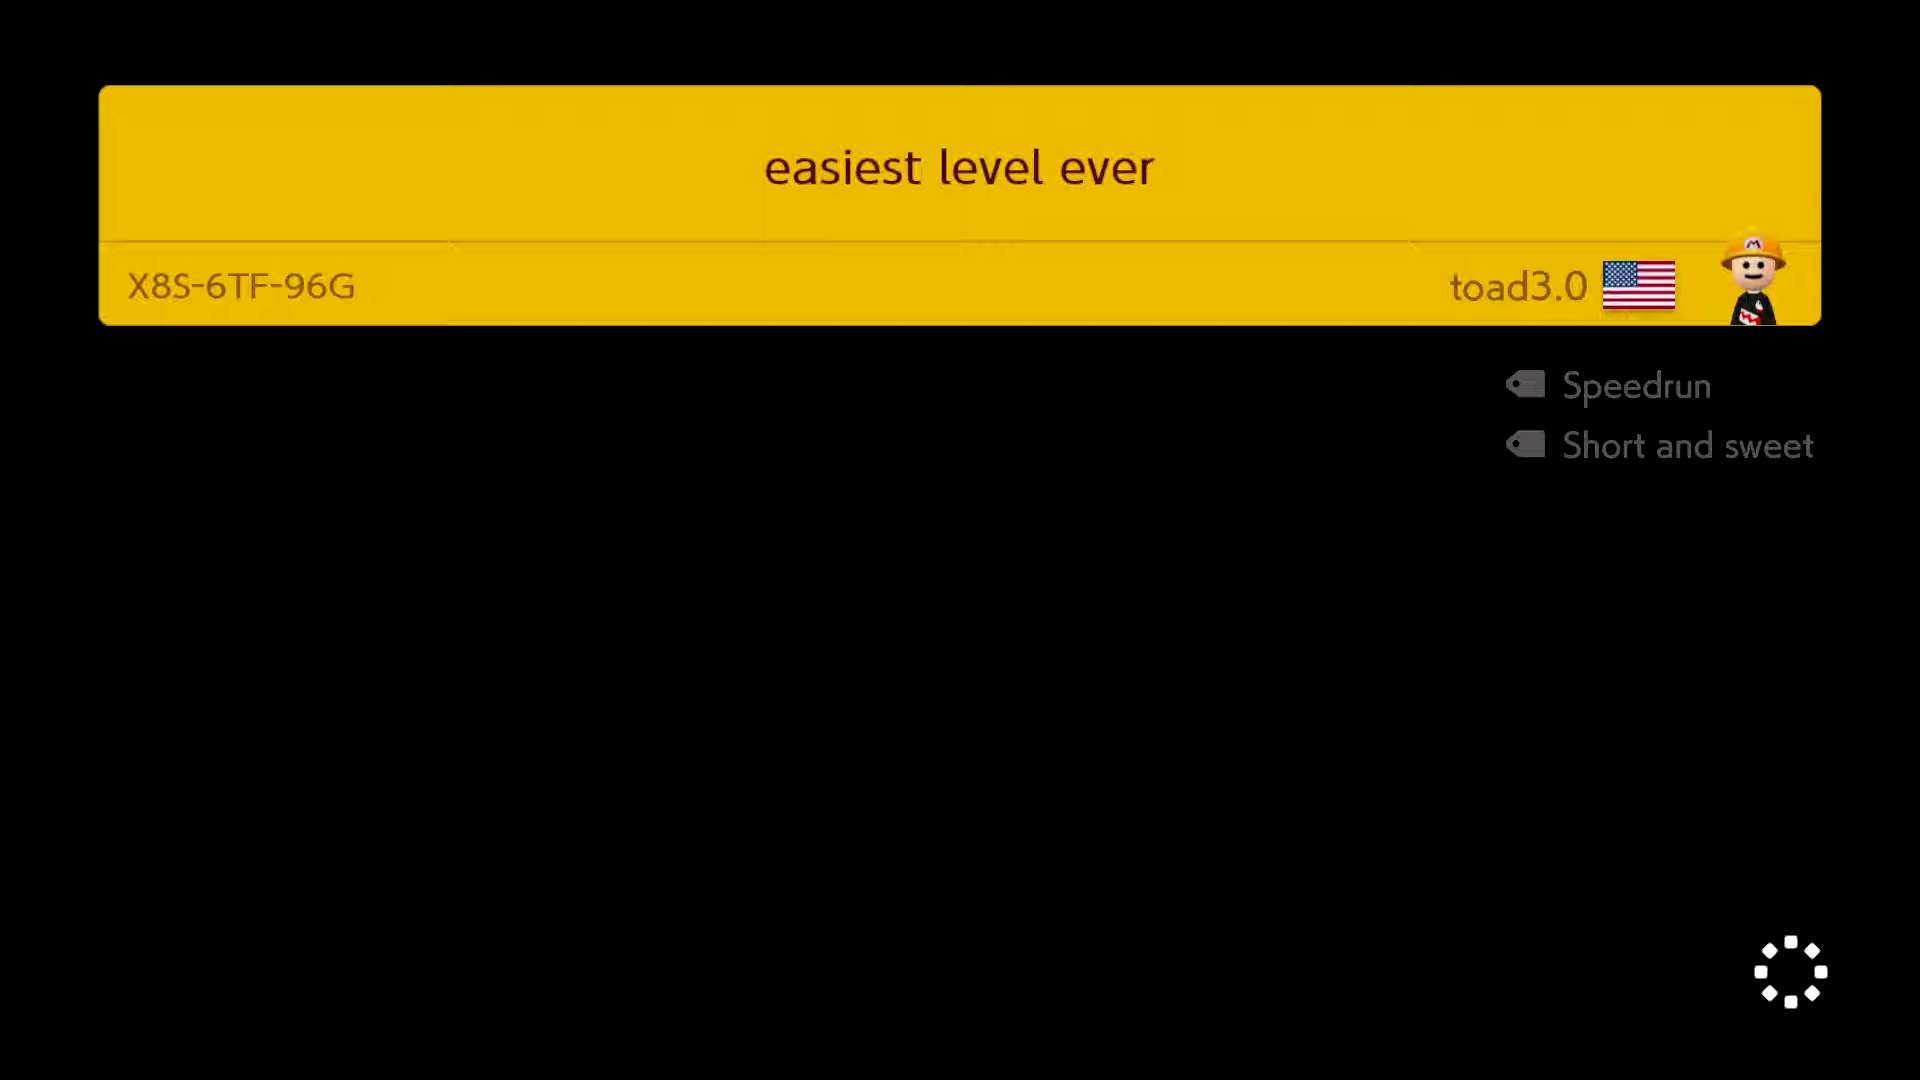 easiest level ever
X8S-6TF-96G
toad3.0
Speedrun
Short and sweet